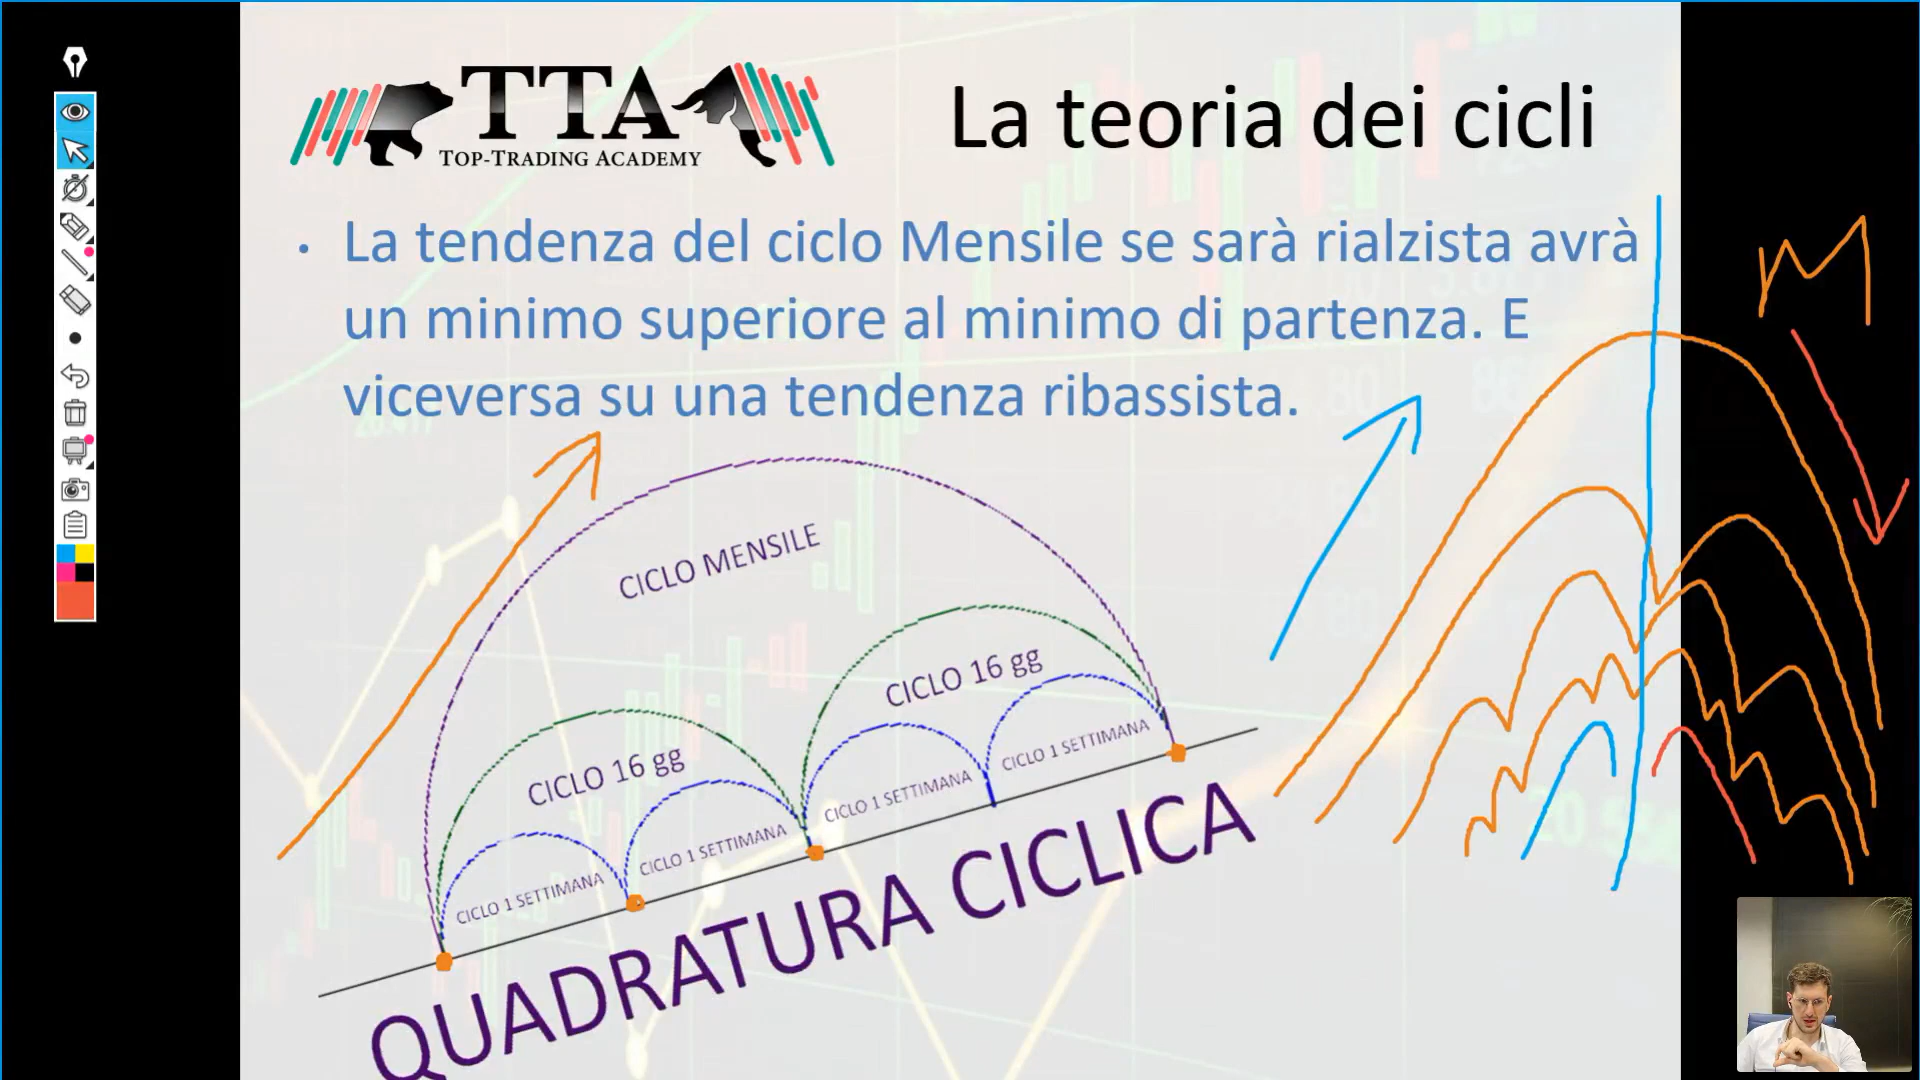 TTA
TOP-TRADING ACADEMY
La teoria dei cicli
• La tendenza del ciclo Mensile se sarà rialzista avrà
un minimo superiore al minimo di partenza. E
viceversa su una tendenza ribassista.
CICLO MENSILE
CICLO 16 gg
CICLO 16 gg
CICLO 1 SETTIMANA
CICLO 1 SETTIMANA
CICLO 1 SETTIMANA
CICLO 1 SETTIMANA
QUADRATURA CICLICA